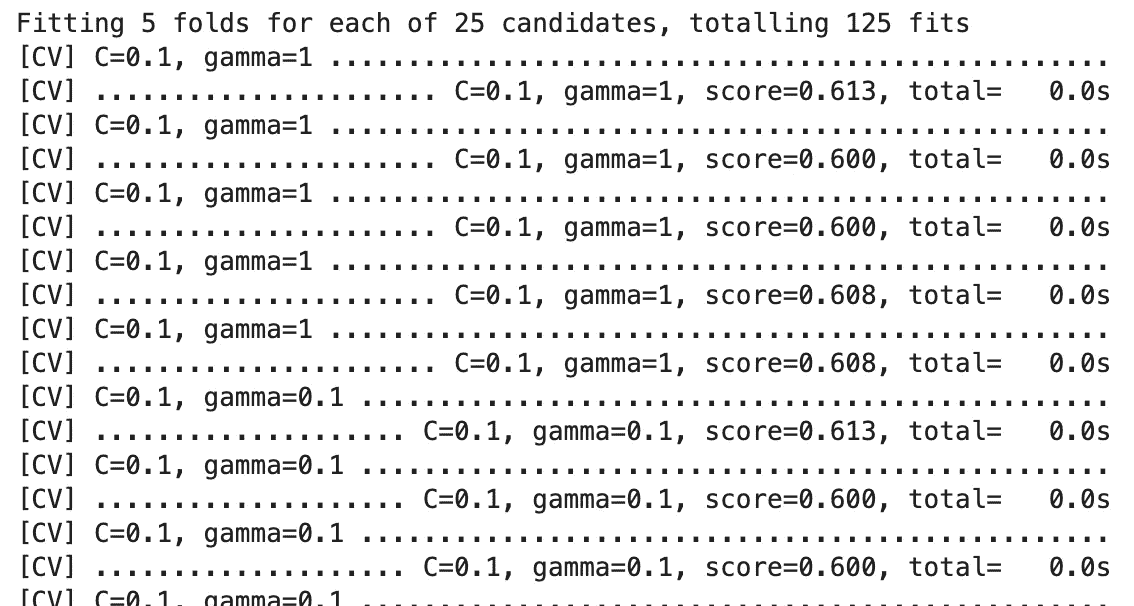 Fitting 5 folds for each of 25 candidates, totalling 125 fits
[CV] C=0.1, gamma=1 ..................................................
[CV] ...................... C=0.1, gamma=1, score=0.613, total=   0.0s
[CV] C=0.1, gamma=1 ..................................................
[CV] ...................... C=0.1, gamma=1, score=0.600, total=   0.0s
[CV] C=0.1, gamma=1 ..................................................
[CV] ...................... C=0.1, gamma=1, score=0.600, total=   0.0s
[CV] C=0.1, gamma=1 ..................................................
[CV] ...................... C=0.1, gamma=1, score=0.608, total=   0.0s
[CV] C=0.1, gamma=1 ..................................................
[CV] ...................... C=0.1, gamma=1, score=0.608, total=   0.0s
[CV] C=0.1, gamma=0.1 ................................................
[CV] .................... C=0.1, gamma=0.1, score=0.613, total=   0.0s
[CV] C=0.1, gamma=0.1 ................................................
[CV] .................... C=0.1, gamma=0.1, score=0.600, total=   0.0s
[CV] C=0.1, gamma=0.1 ................................................
[CV] .................... C=0.1, gamma=0.1, score=0.600, total=   0.0s
[CV] C=0.1, gamma=0.1 ................................................